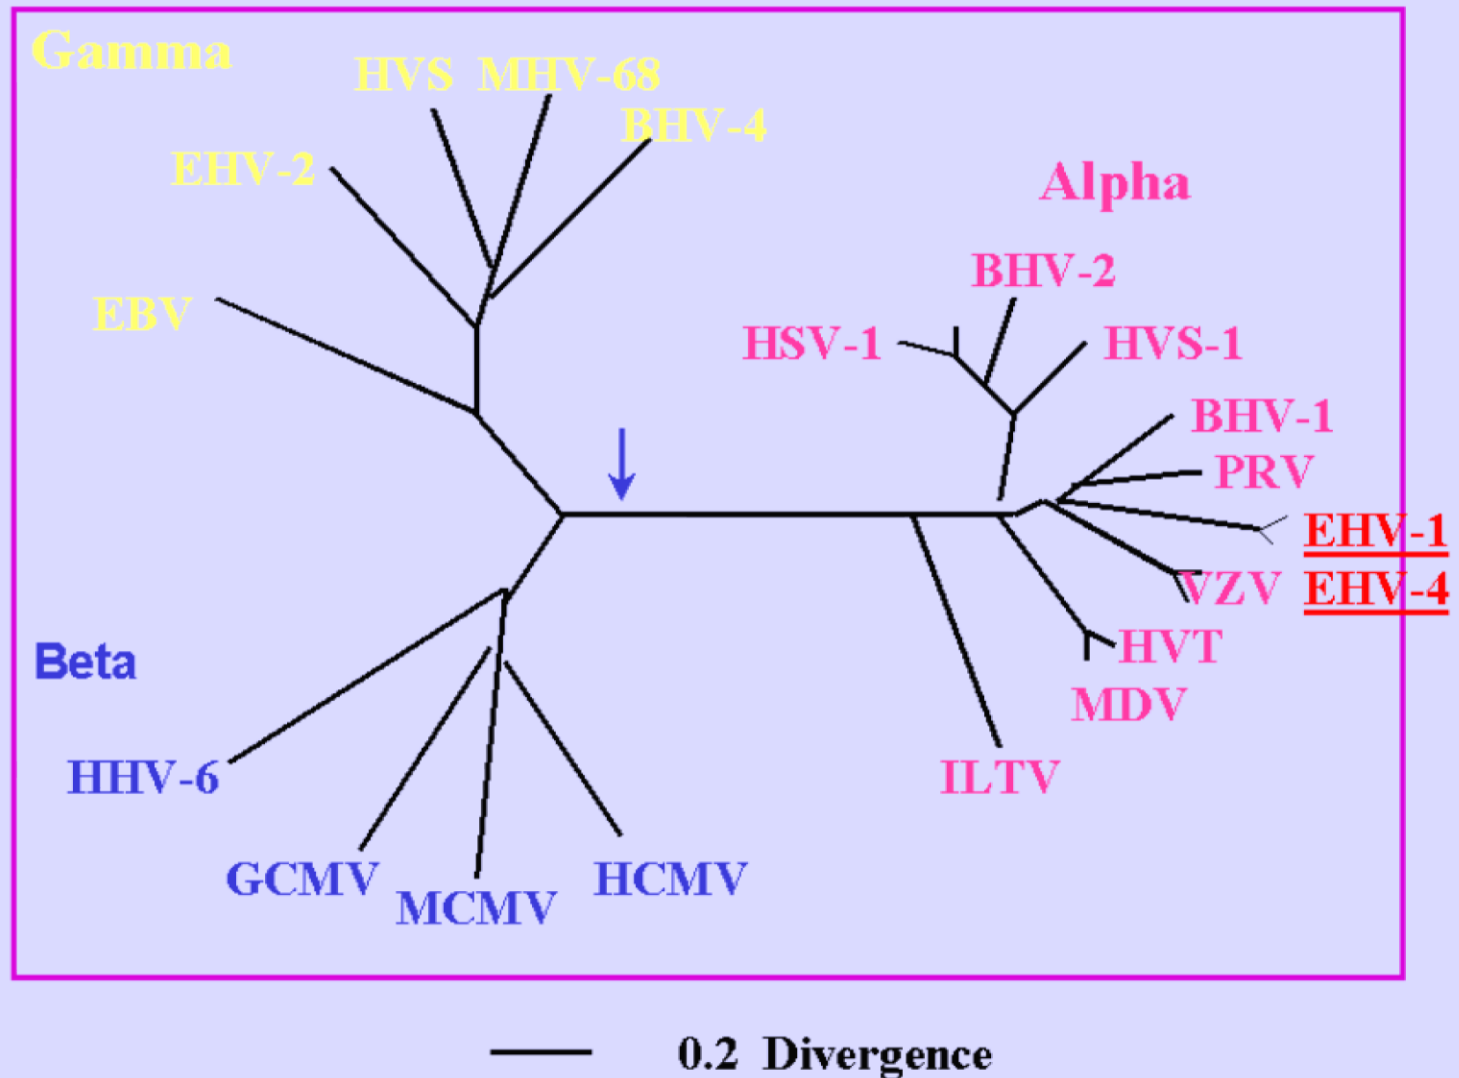 Gamma
HVS MHV-68
BHV-4
EHV-2
Alpha
BHV-2
EBV
HSV-1
HVS-1
BHV-1
PRV
EHV-1
VZV EHV-4
HVT
Beta
MDV
HHV-6
ILTV
GCMV
HCMV
MCMV
0.2 Divergence